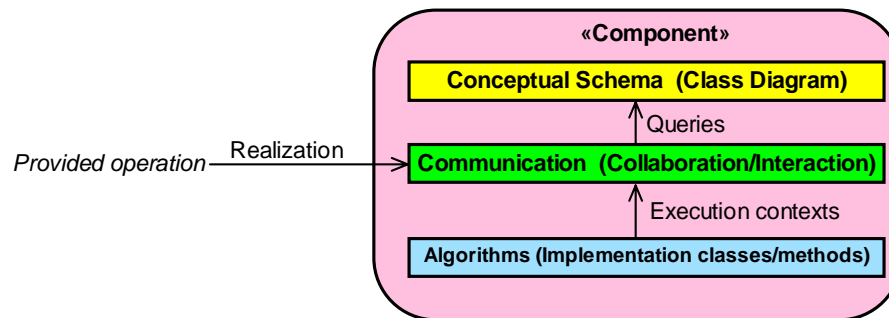 «Component»
Conceptual Schema (Class Diagram)
Queries
Provided operation
Realization
Communication (Collaboration/Interaction)
Execution contexts
Algorithms (Implementation classes/methods)